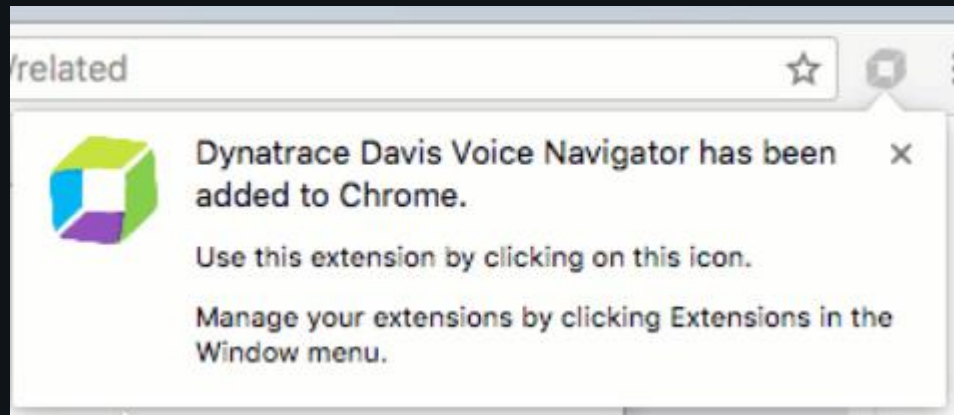 /related
Dynatrace Davis Voice Navigator has been
added to Chrome.
Use this extension by clicking on this icon.
Manage your extensions by clicking Extensions in the
Window menu.